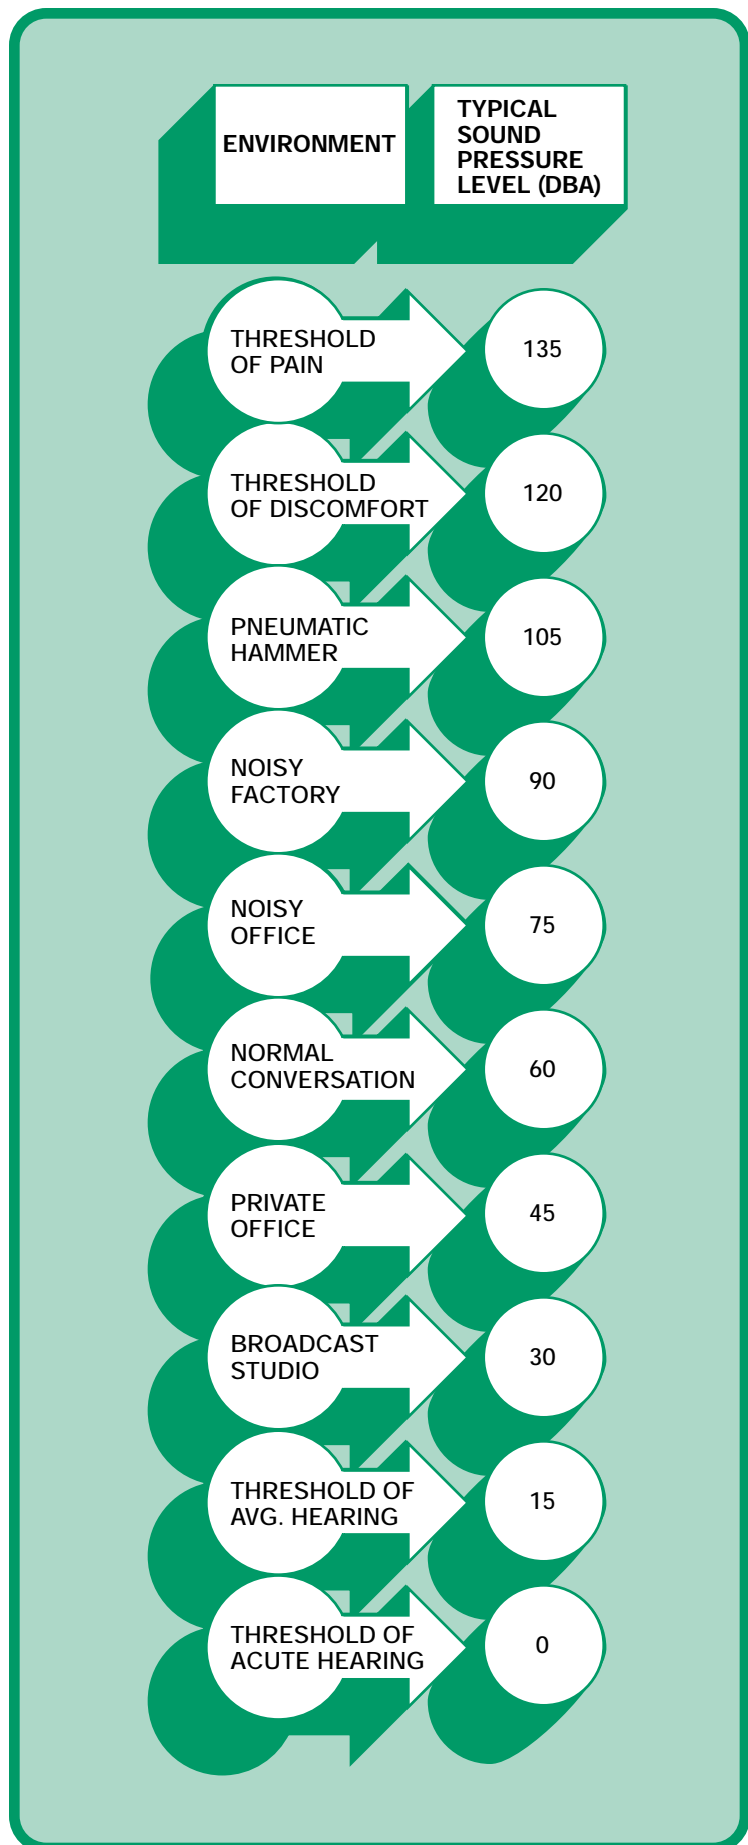 ENVIRONMENT
TYPICAL
SOUND
PRESSURE
LEVEL (DBA)
THRESHOLD
OF PAIN
135
THRESHOLD
OF DISCOMFORT
120
PNEUMATIC
HAMMER
105
NOISY
FACTORY
90
NOISY
OFFICE
75
NORMAL
CONVERSATION
60
PRIVATE
OFFICE
45
BROADCAST
STUDIO
30
THRESHOLD OF
AVG. HEARING
15
THRESHOLD OF
ACUTE HEARING
0